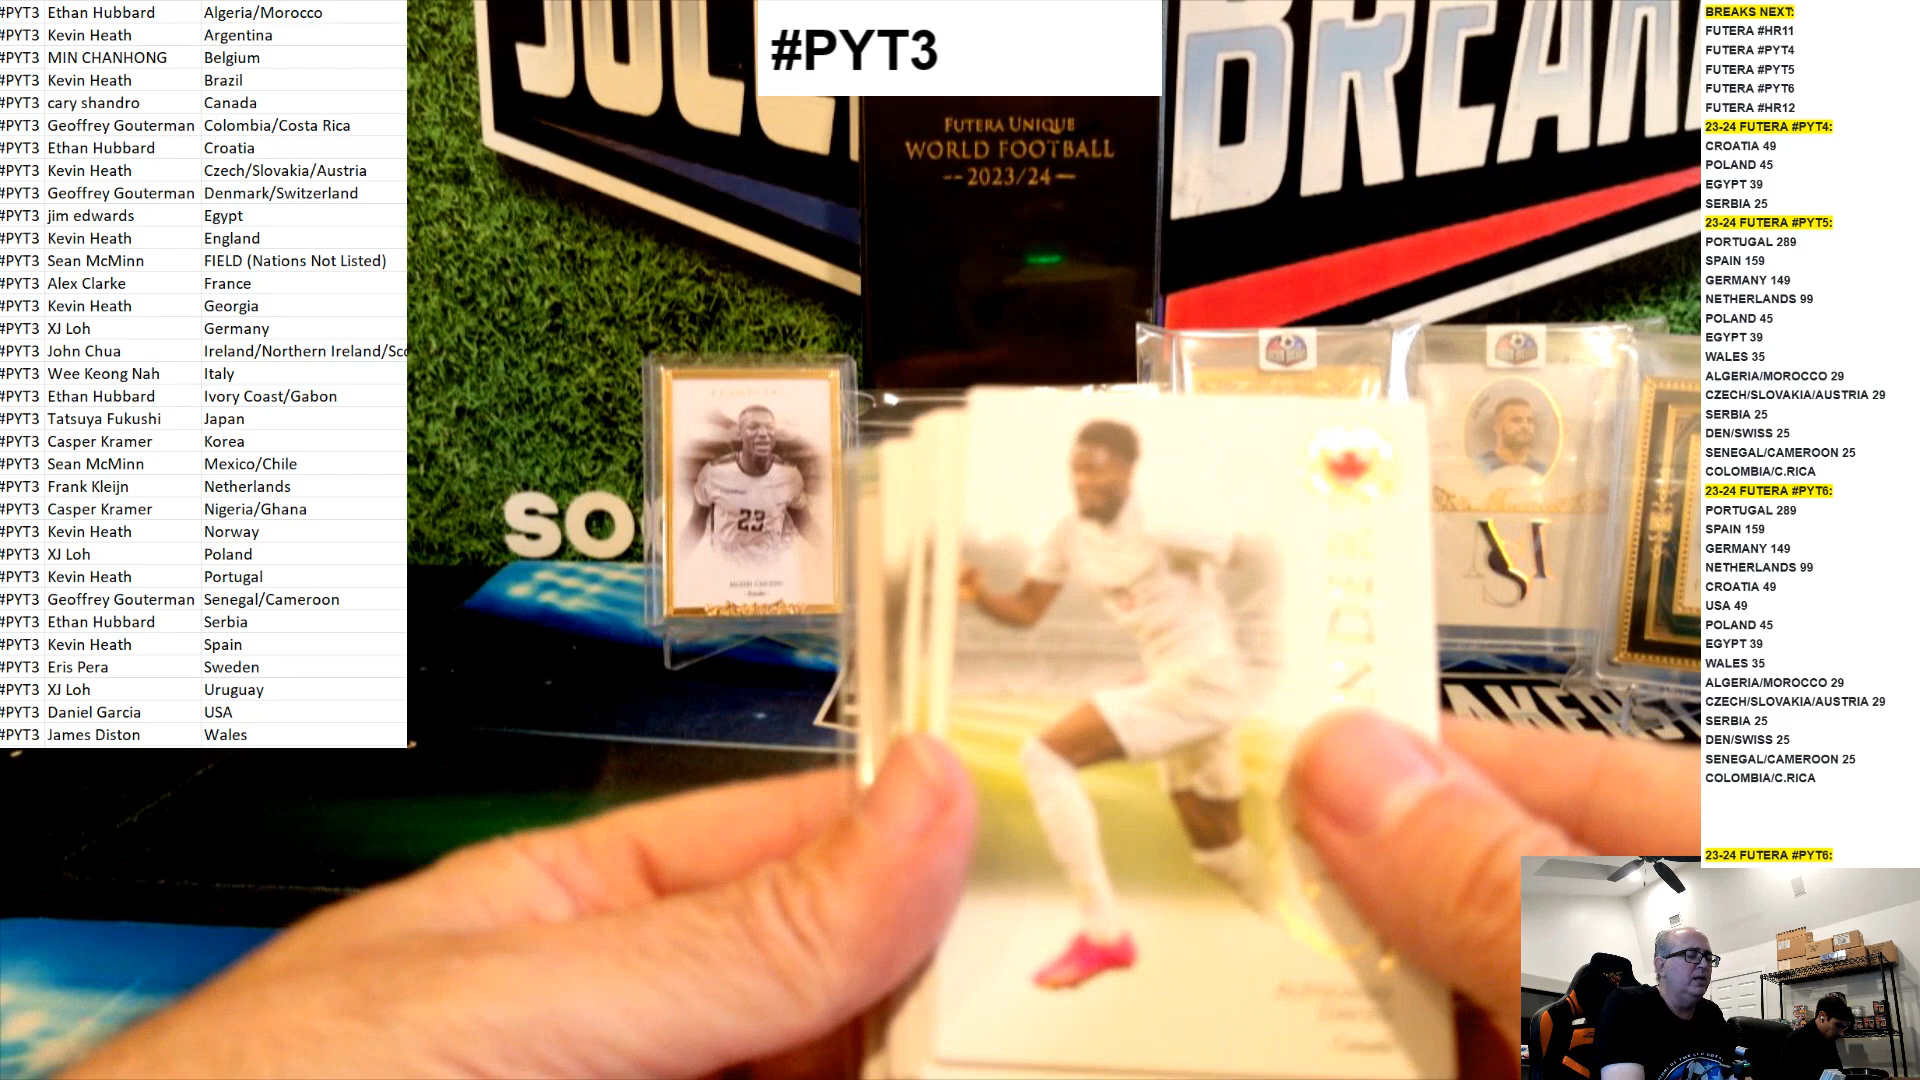 #PYT3 Ethan Hubbard Algeria/Morocco
#PYT3 Kevin Heath Argentina
#PYT3 MIN CHANHONG Belgium
#PYT3 Kevin Heath Brazil
#PYT3 cary shandro Canada
#PYT3 Geoffrey Gouterman Colombia/Costa Rica
#PYT3 Ethan Hubbard Croatia
#PYT3 Kevin Heath Czech/Slovakia/Austria
#PYT3 Geoffrey Gouterman Denmark/Switzerland
#PYT3 jim edwards Egypt
#PYT3 Kevin Heath England
#PYT3 Sean McMinn FIELD (Nations Not Listed)
#PYT3 Alex Clarke France
#PYT3 Kevin Heath Georgia
#PYT3 XJ Loh Germany
#PYT3 John Chua Ireland/Northern Ireland/Sco
#PYT3 Wee Keong Nah Italy
#PYT3 Ethan Hubbard Ivory Coast/Gabon
#PYT3 Tatsuya Fukushi Japan
#PYT3 Casper Kramer Korea
#PYT3 Sean McMinn Mexico/Chile
#PYT3 Frank Kleijn Netherlands
#PYT3 Casper Kramer Nigeria/Ghana
#PYT3 Kevin Heath Norway
#PYT3 XJ Loh Poland
#PYT3 Kevin Heath Portugal
#PYT3 Geoffrey Gouterman Senegal/Cameroon
#PYT3 Ethan Hubbard Serbia
#PYT3 Kevin Heath Spain
#PYT3 Eris Pera Sweden
#PYT3 XJ Loh Uruguay
#PYT3 Daniel Garcia USA
#PYT3 James Diston Wales
#PYT3
FUTERA UNIQUE
WORLD FOOTBALL
--2023/24--
BREAK
SO
23
BREAKS NEXT:
FUTERA #HR11
FUTERA #PYT4
FUTERA #PYT5
FUTERA #PYT6
FUTERA #HR12
23-24 FUTERA #PYT4:
CROATIA 49
POLAND 45
EGYPT 39
SERBIA 25
23-24 FUTERA #PYT5:
PORTUGAL 289
SPAIN 159
GERMANY 149
NETHERLANDS 99
POLAND 45
EGYPT 39
WALES 35
ALGERIA/MOROCCO 29
CZECH/SLOVAKIA/AUSTRIA 29
SERBIA 25
DEN/SWISS 25
SENEGAL/CAMEROON 25
COLOMBIA/C.RICA
23-24 FUTERA #PYT6:
PORTUGAL 289
SPAIN 159
GERMANY 149
NETHERLANDS 99
CROATIA 49
USA 49
POLAND 45
EGYPT 39
WALES 35
ALGERIA/MOROCCO 29
CZECH/SLOVAKIA/AUSTRIA 29
SERBIA 25
DEN/SWISS 25
SENEGAL/CAMEROON 25
COLOMBIA/C.RICA
23-24 FUTERA #PYT6: